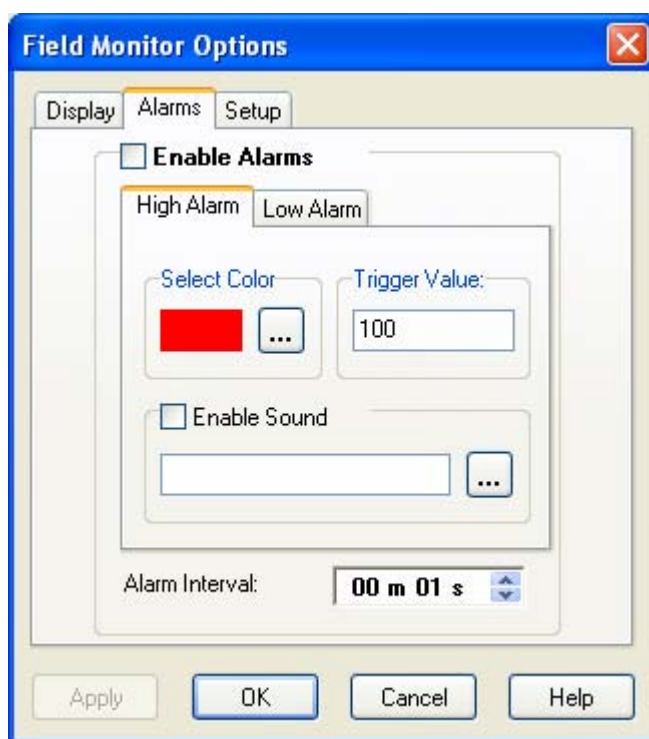 Field Monitor Options
Display Alarms Setup
Enable Alarms
High Alarm Low Alarm
Select Color Trigger Value:
... 100
Enable Sound
...
Alarm Interval: 00 m 01 s
Apply OK Cancel Help